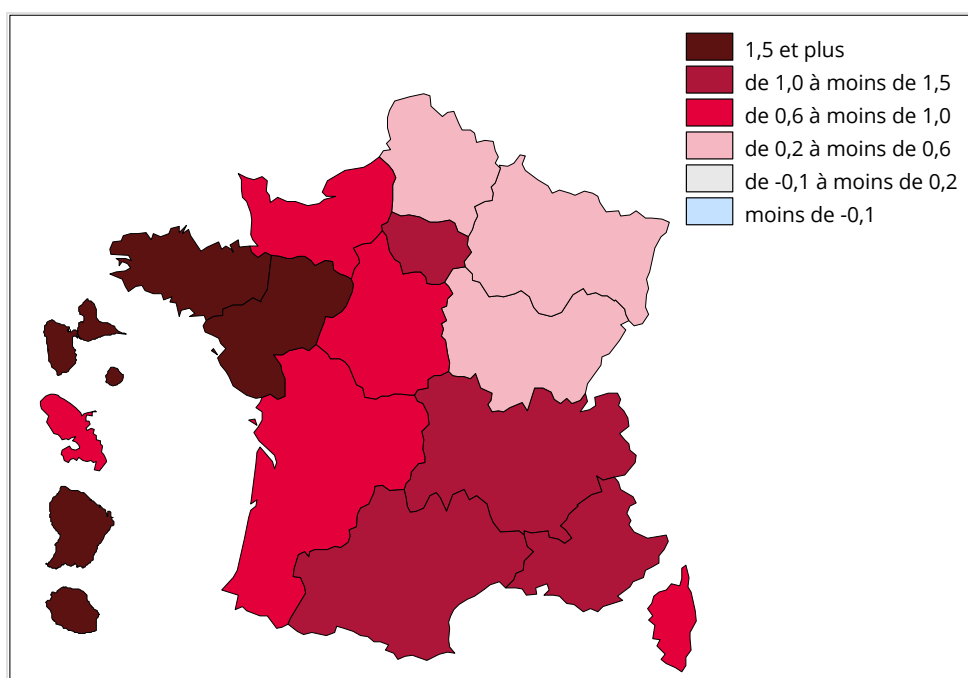 1,5 et plus
de 1,0 à moins de 1,5
de 0,6 à moins de 1,0
de 0,2 à moins de 0,6
de -0,1 à moins de 0,2
moins de -0,1